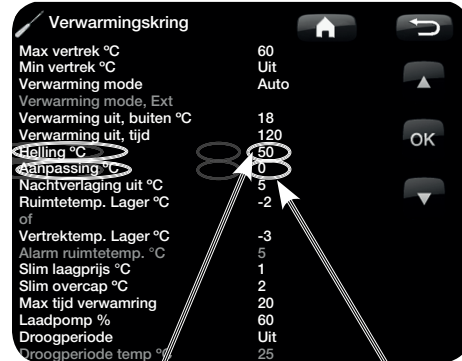 Verwarmingskring
Max vertrek °C 60
Min vertrek °C Uit
Verwarming mode Auto
Verwarming mode, Ext
Verwarming uit, buiten °C 18
Verwarming uit, tijd 120
Helling °C 50
Aanpassing °C 0
Nachtverlaging uit °C 5
Ruimtetemp. Lager °C -2
of
Vertrektemp. Lager °C -3
Alarm ruimtetemp. °C 5
Slim laagprijs °C 1
Slim overcap °C 2
Max tijd verwamring 20
Laadpomp % 60
Droogperiode Uit
Droogperiode temp °C 25
OK